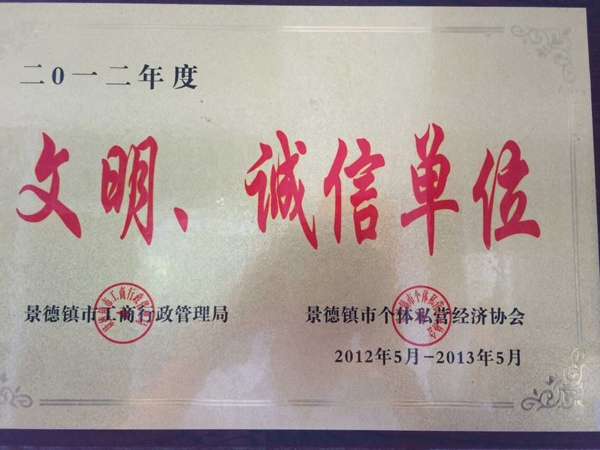 二〇一二年度
文明、诚信单位
景德镇市工商行政管理局
景德镇市个体私营经济协会
2012年5月-2013年5月